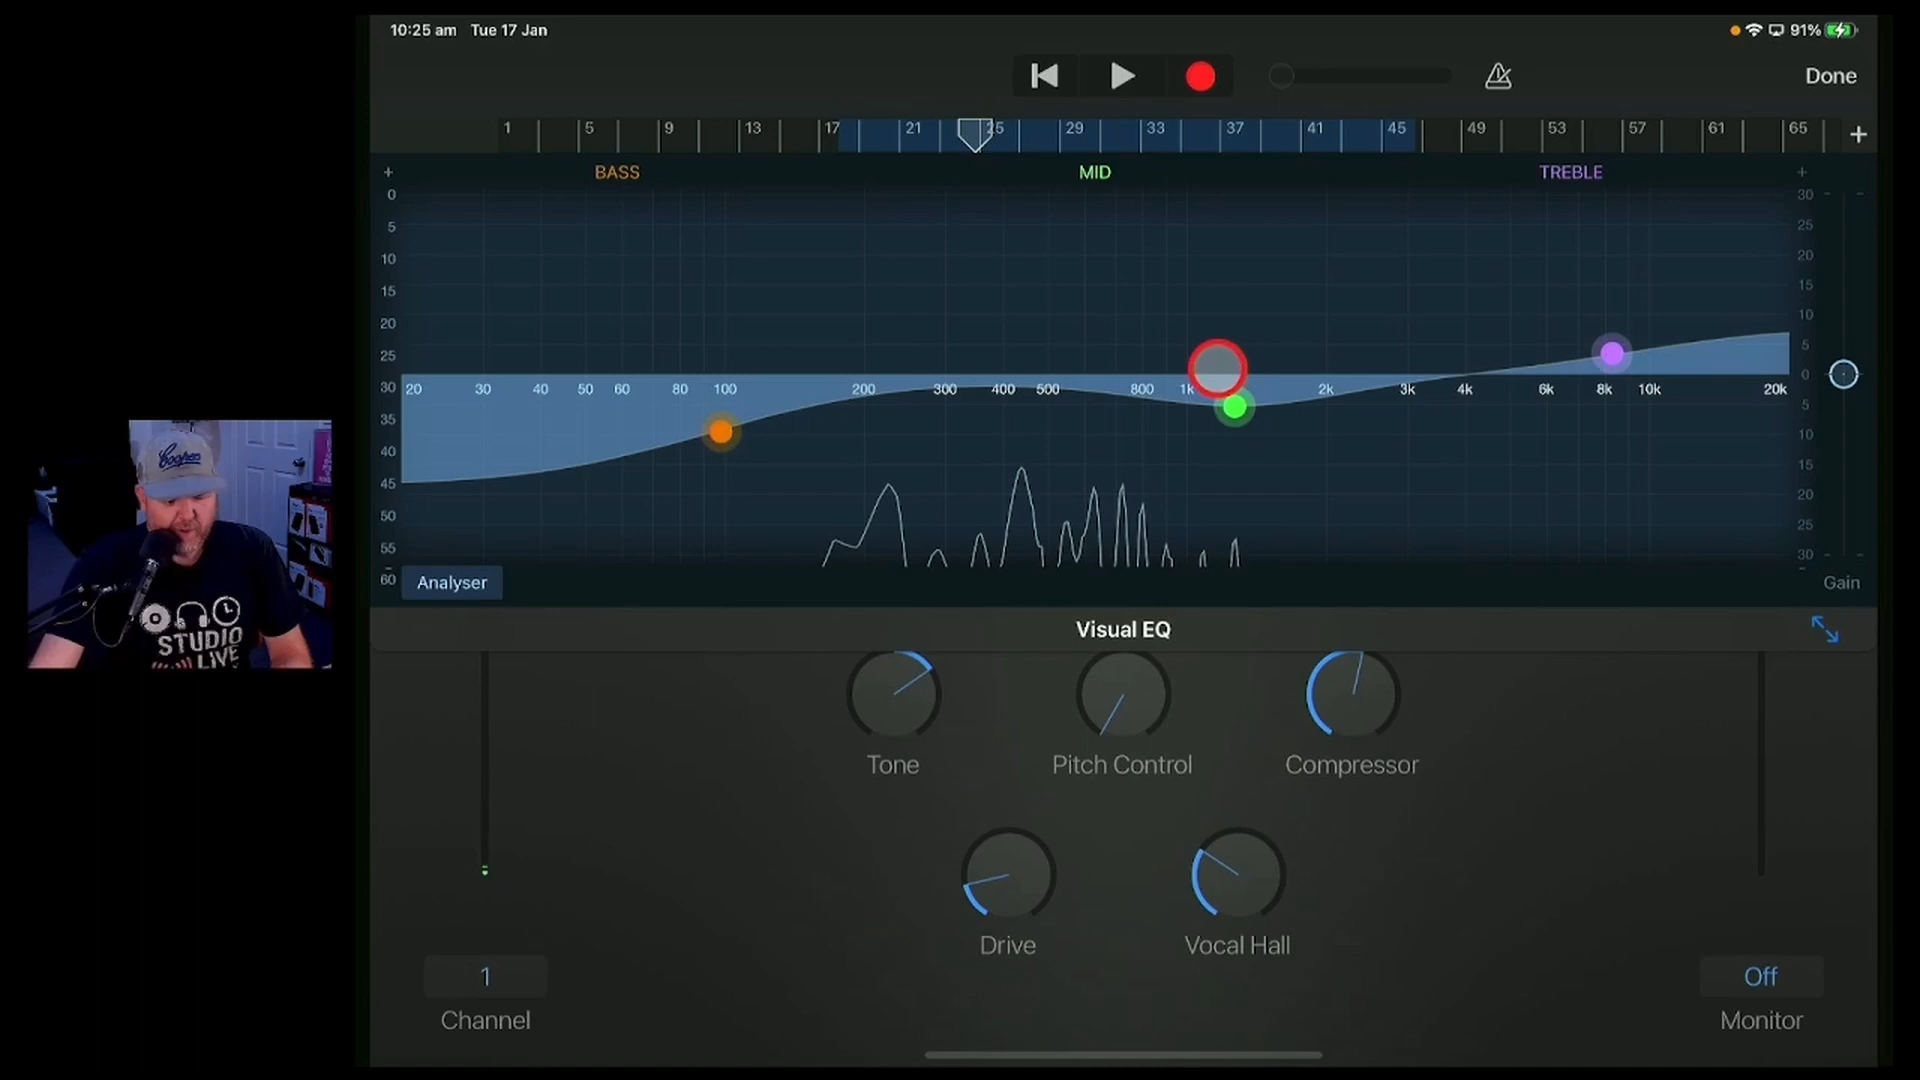 10:25 am Tue 17 Jan
91%
Done
1 5 9 13 17 21 25 29 33 37 41 45 49 53 57 61 65 +
+ BASS MID TREBLE +
0 5 10 15 20 25 30 35 40 45 50 55 60
30 25 20 15 10 5 0 5 10 15 20 25 30
20 30 40 50 60 80 100 200 300 400 500 800 1k 2k 3k 4k 6k 8k 10k 20k
Analyser
Gain
Visual EQ
Tone Pitch Control Compressor
Drive Vocal Hall
1
Channel
Off
Monitor
Cooper
STUDIO
LIVE